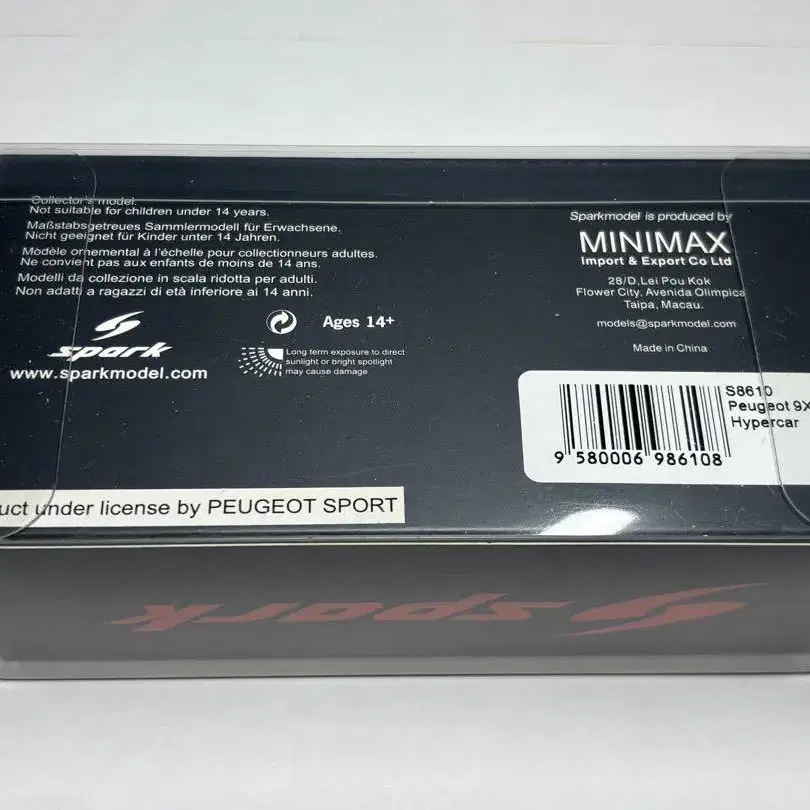 Collector's model.
Not suitable for children under 14 years.
Maßstabsgetreues Sammlermodell für Erwachsene.
Nicht geeignet für Kinder unter 14 Jahren.
Modèle ornemental à l'échelle pour collectionneurs adultes.
Ne convient pas aux enfants de moins de 14 ans.
Modelli da collezione in scala ridotta per adulti.
Non adatti a ragazzi di età inferiore ai 14 anni.
spark
www.sparkmodel.com
Ages 14+
Long term exposure to direct
sunlight or bright spotlight
may cause damage
Sparkmodel is produced by
MINIMAX
Import & Export Co Ltd
28/D,Lei Pou Kok
Flower City, Avenida Olimpica
Taipa, Macau.
models@sparkmodel.com
Made in China
S8610
Peugeot 9X
Hypercar
9 580006 986108
uct under license by PEUGEOT SPORT
spark